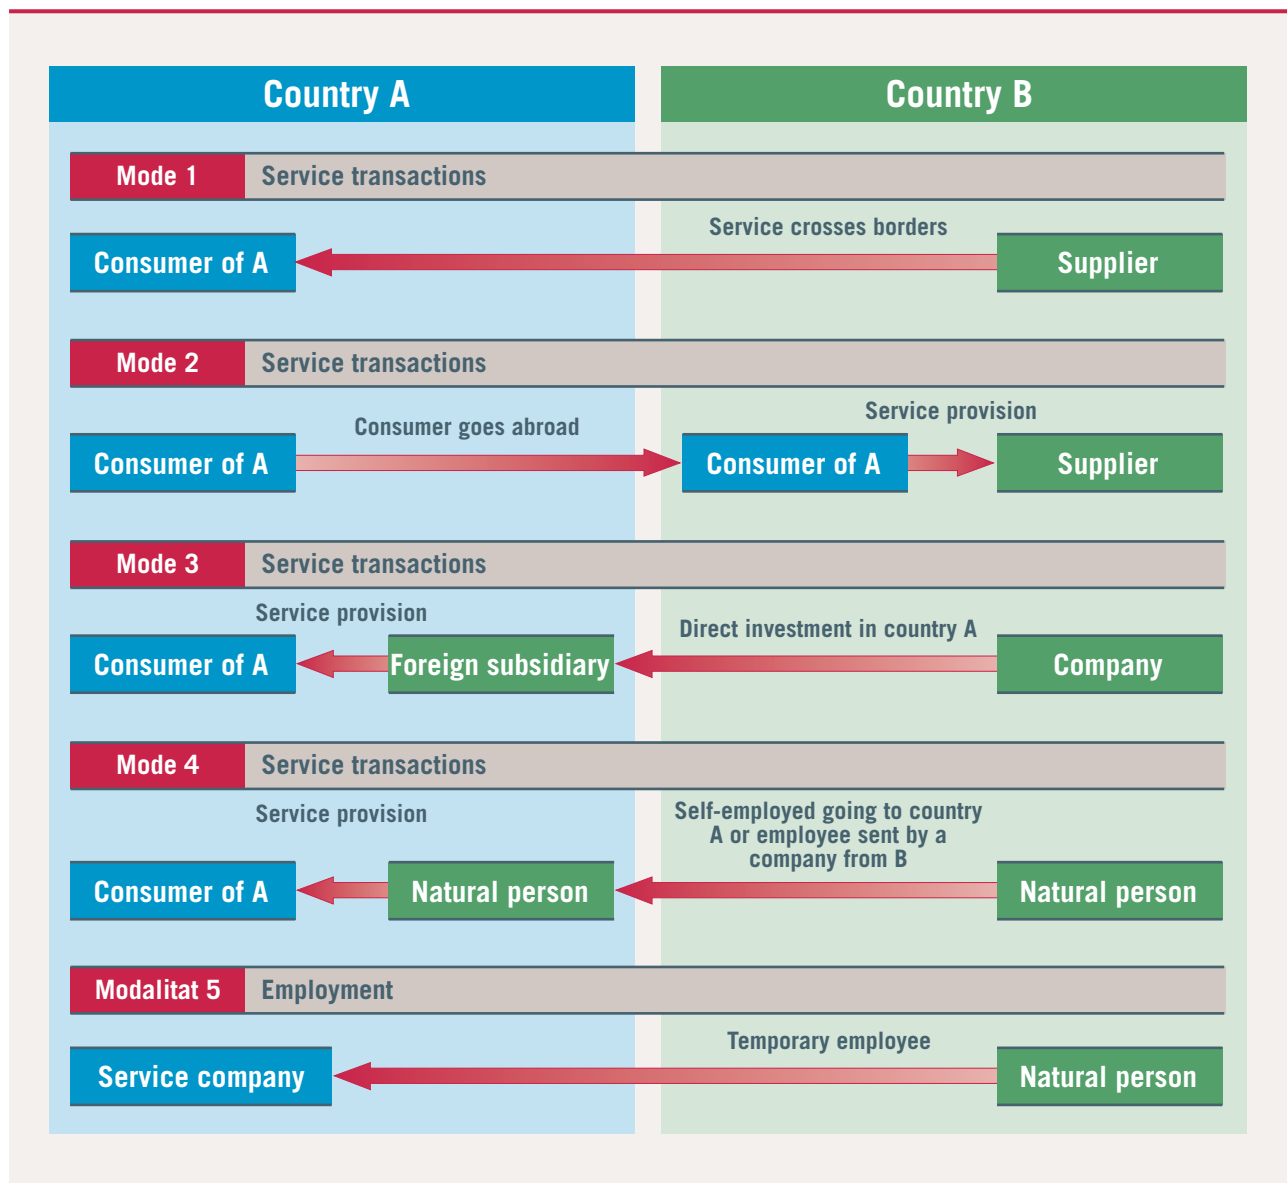 Country A
Country B
Mode 1
Service transactions
Service crosses borders
Consumer of A
Supplier
Mode 2
Service transactions
Consumer goes abroad
Service provision
Consumer of A
Consumer of A
Supplier
Mode 3
Service transactions
Service provision
Direct investment in country A
Consumer of A
Foreign subsidiary
Company
Mode 4
Service transactions
Service provision
Self-employed going to country
A or employee sent by a
company from B
Consumer of A
Natural person
Natural person
Modalitat 5
Employment
Temporary employee
Service company
Natural person